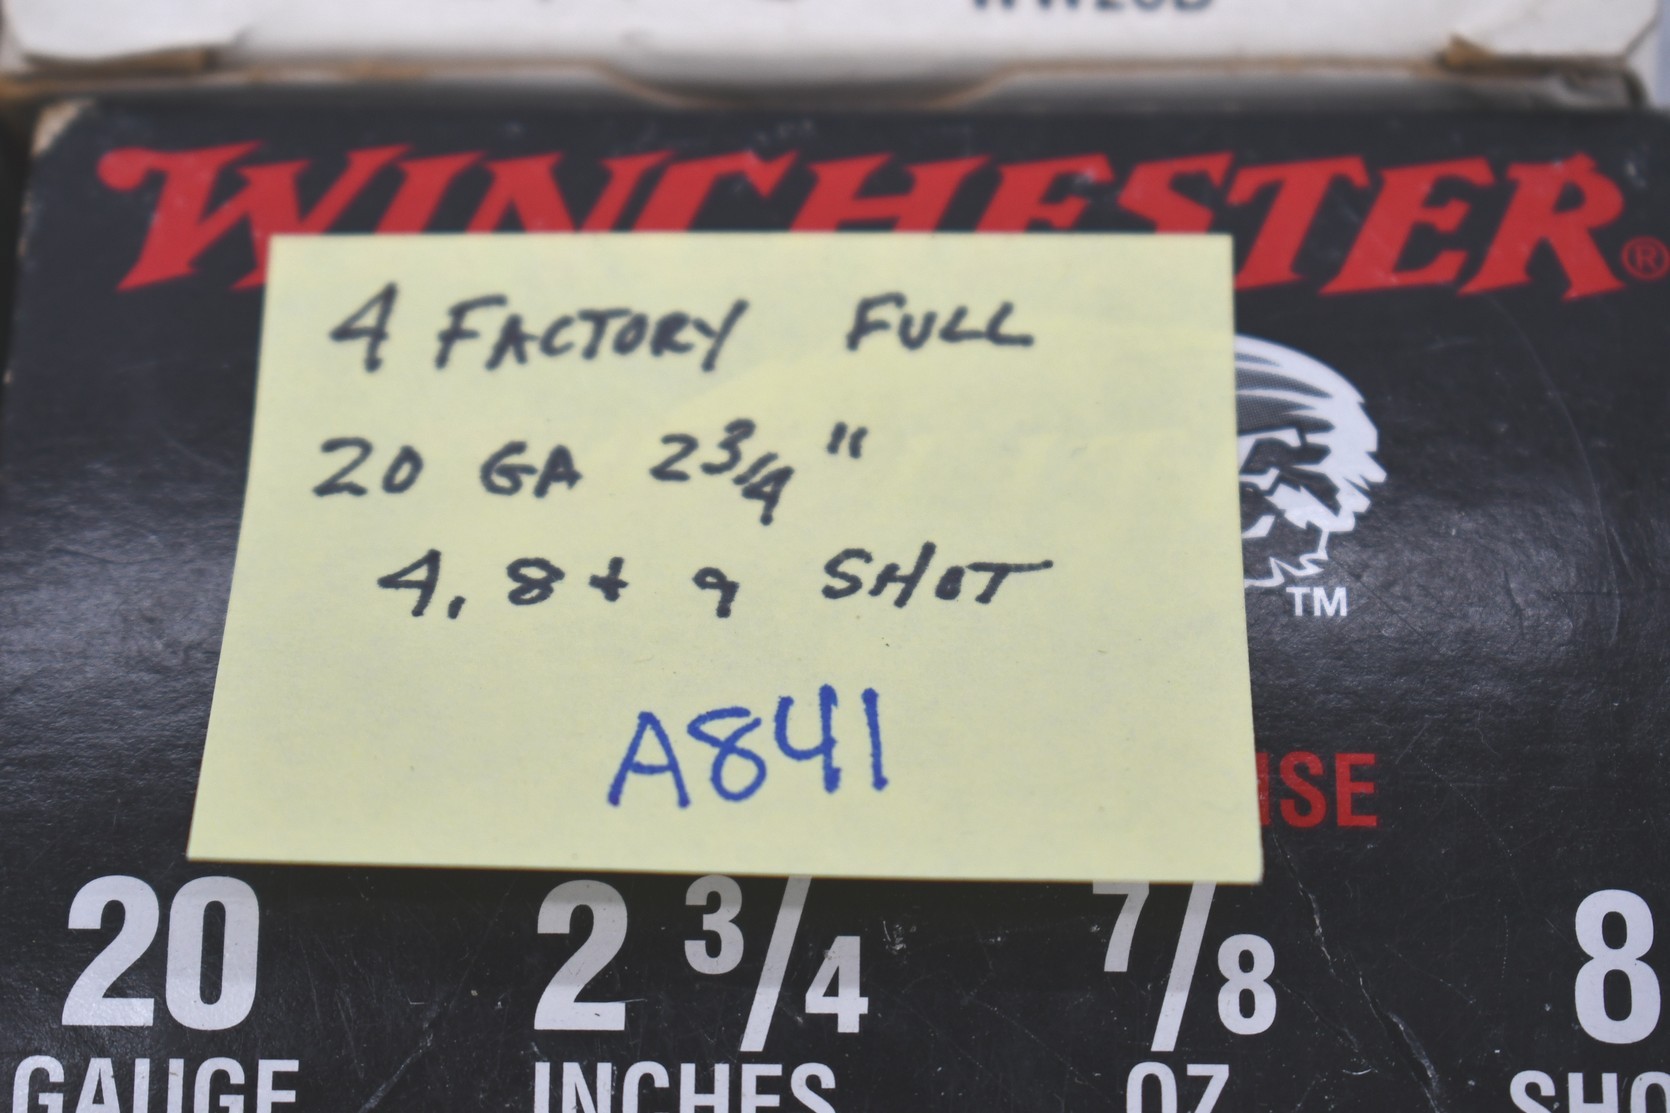 WINCHESTER®
4 FACTORY FULL
20 GA 2 3/4"
4, 8 + 9 SHOT
A841
TM
20 2 3/4 7/8 8
GAUGE INCHES OZ